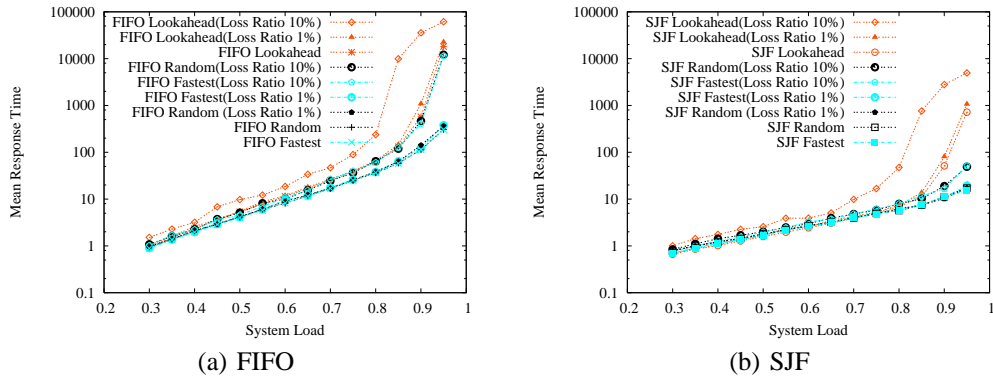 FIFO Lookahead(Loss Ratio 10%)
FIFO Lookahead(Loss Ratio 1%)
FIFO Lookahead
FIFO Random(Loss Ratio 10%)
FIFO Fastest(Loss Ratio 10%)
FIFO Fastest(Loss Ratio 1%)
FIFO Random (Loss Ratio 1%)
FIFO Random
FIFO Fastest
100000
10000
1000
100
10
1
0.1
Mean Response Time
0.2 0.3 0.4 0.5 0.6 0.7 0.8 0.9 1
System Load
(a) FIFO
SJF Lookahead(Loss Ratio 10%)
SJF Lookahead(Loss Ratio 1%)
SJF Lookahead
SJF Random(Loss Ratio 10%)
SJF Fastest(Loss Ratio 10%)
SJF Fastest(Loss Ratio 1%)
SJF Random (Loss Ratio 1%)
SJF Random
SJF Fastest
100000
10000
1000
100
10
1
0.1
Mean Response Time
0.2 0.3 0.4 0.5 0.6 0.7 0.8 0.9 1
System Load
(b) SJF